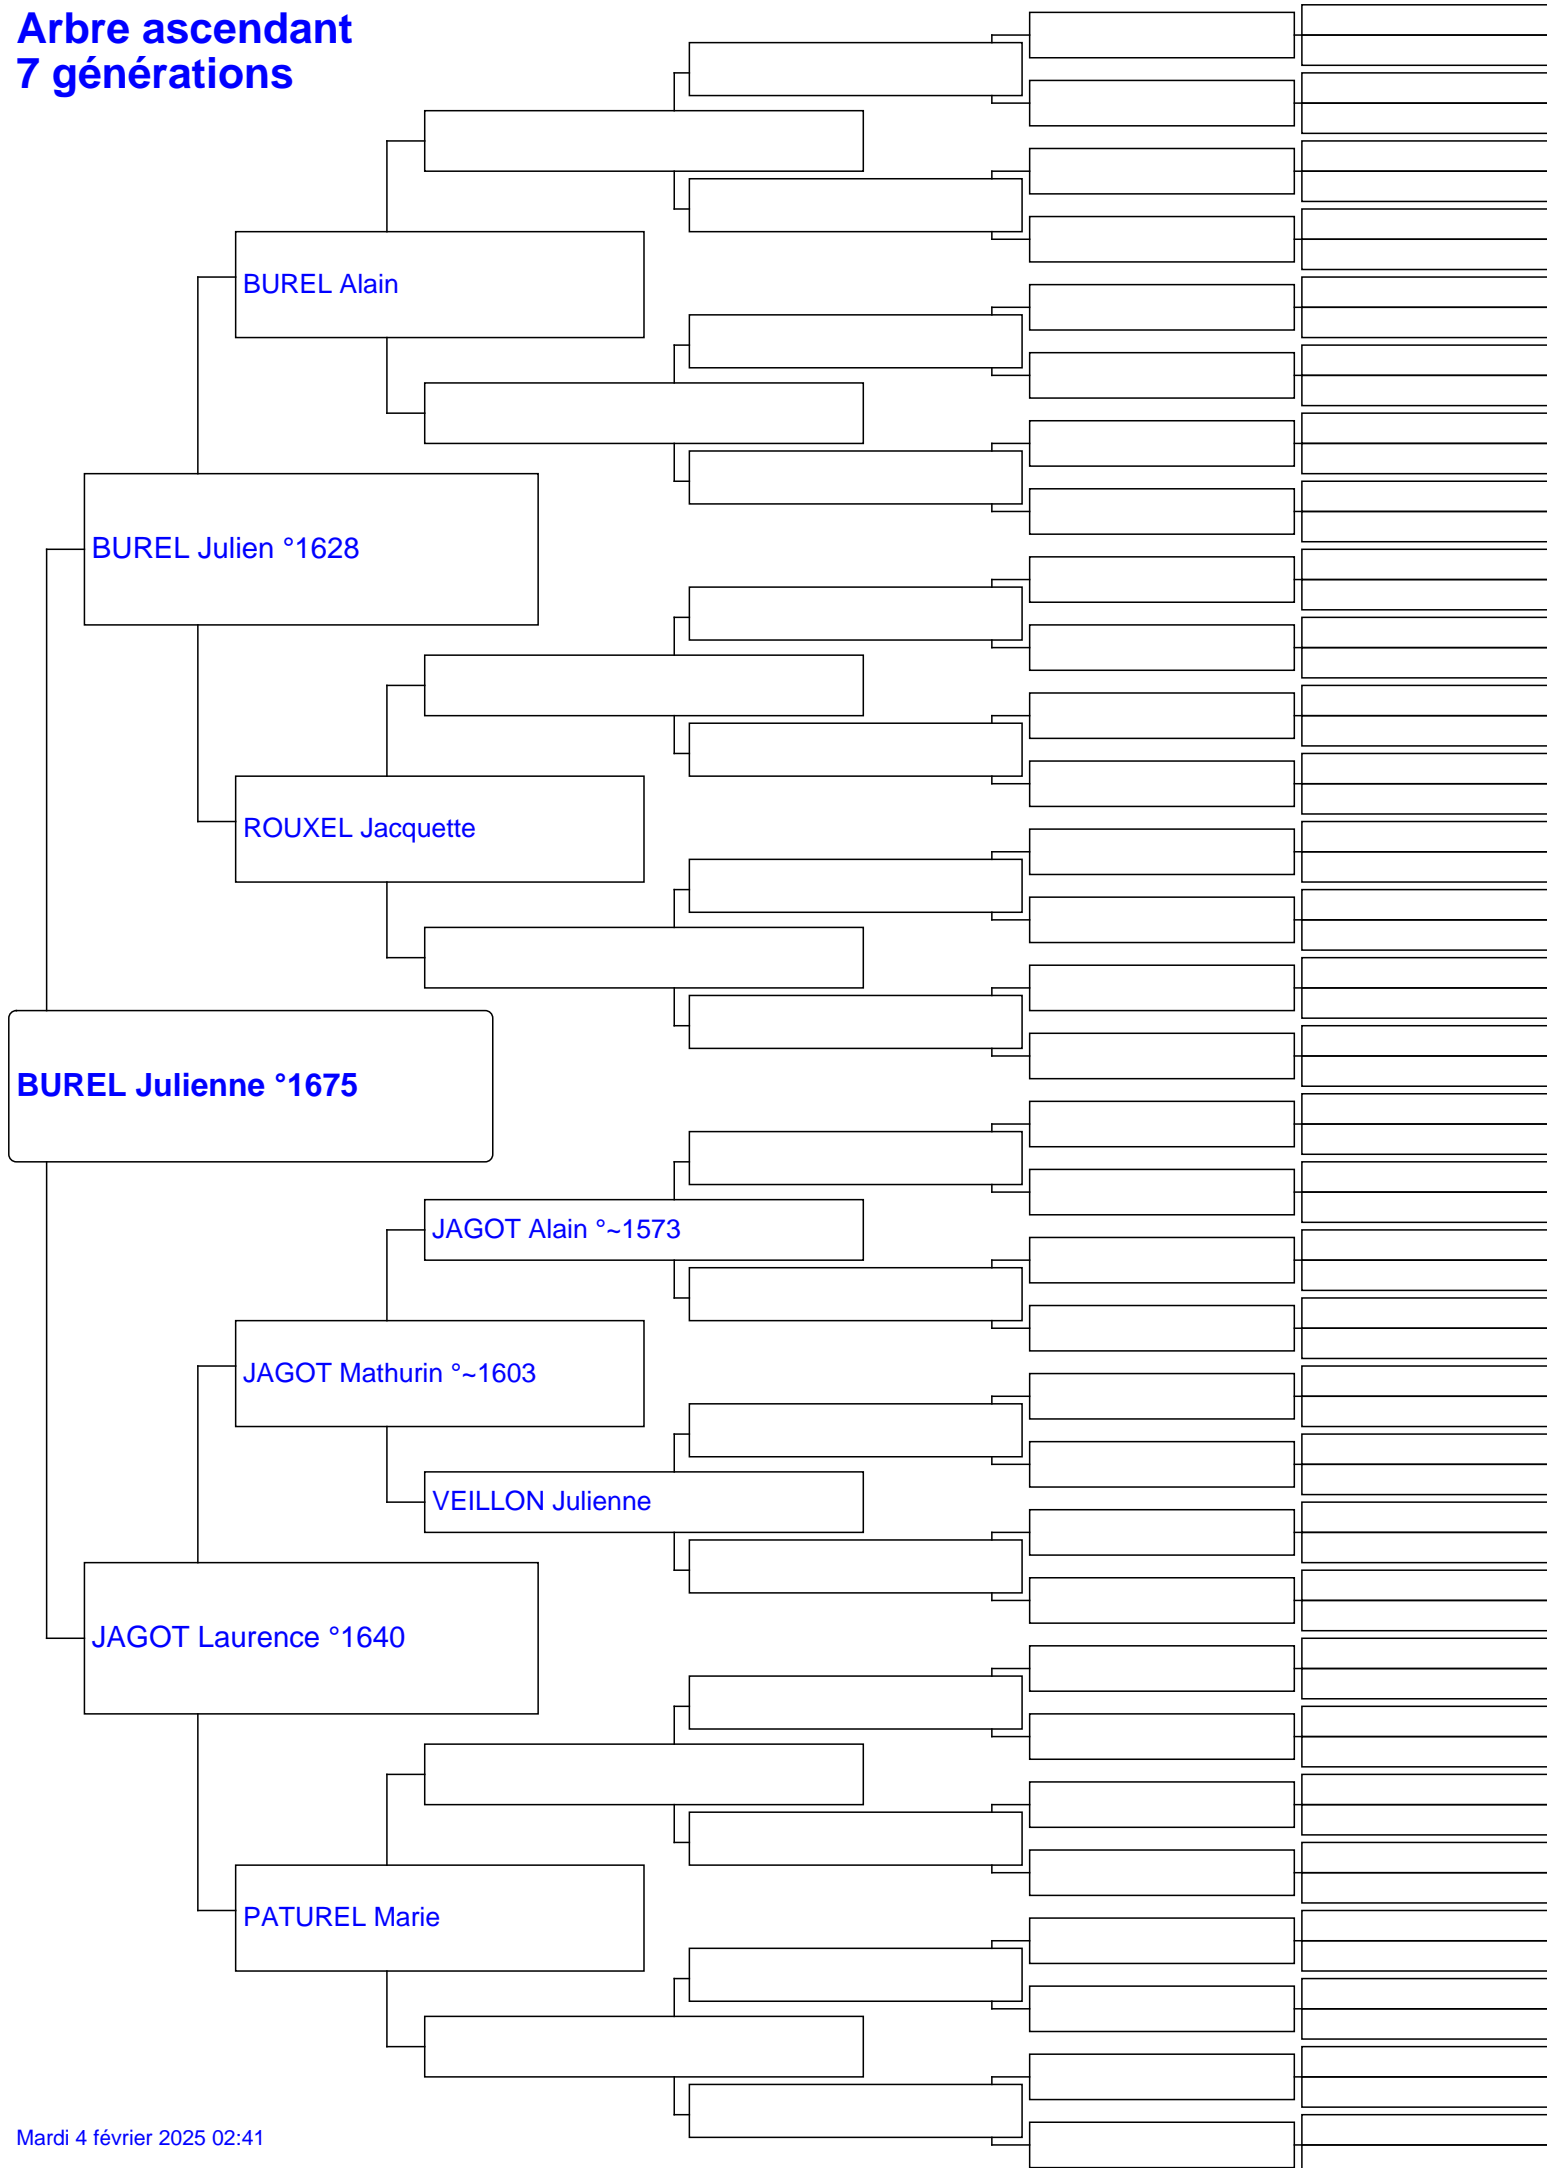 Arbre ascendant
7 générations
BUREL Alain
BUREL Julien °1628
ROUXEL Jacquette
BUREL Julienne °1675
JAGOT Alain °~1573
JAGOT Mathurin °~1603
VEILLON Julienne
JAGOT Laurence °1640
PATUREL Marie
Mardi 4 février 2025 02:41